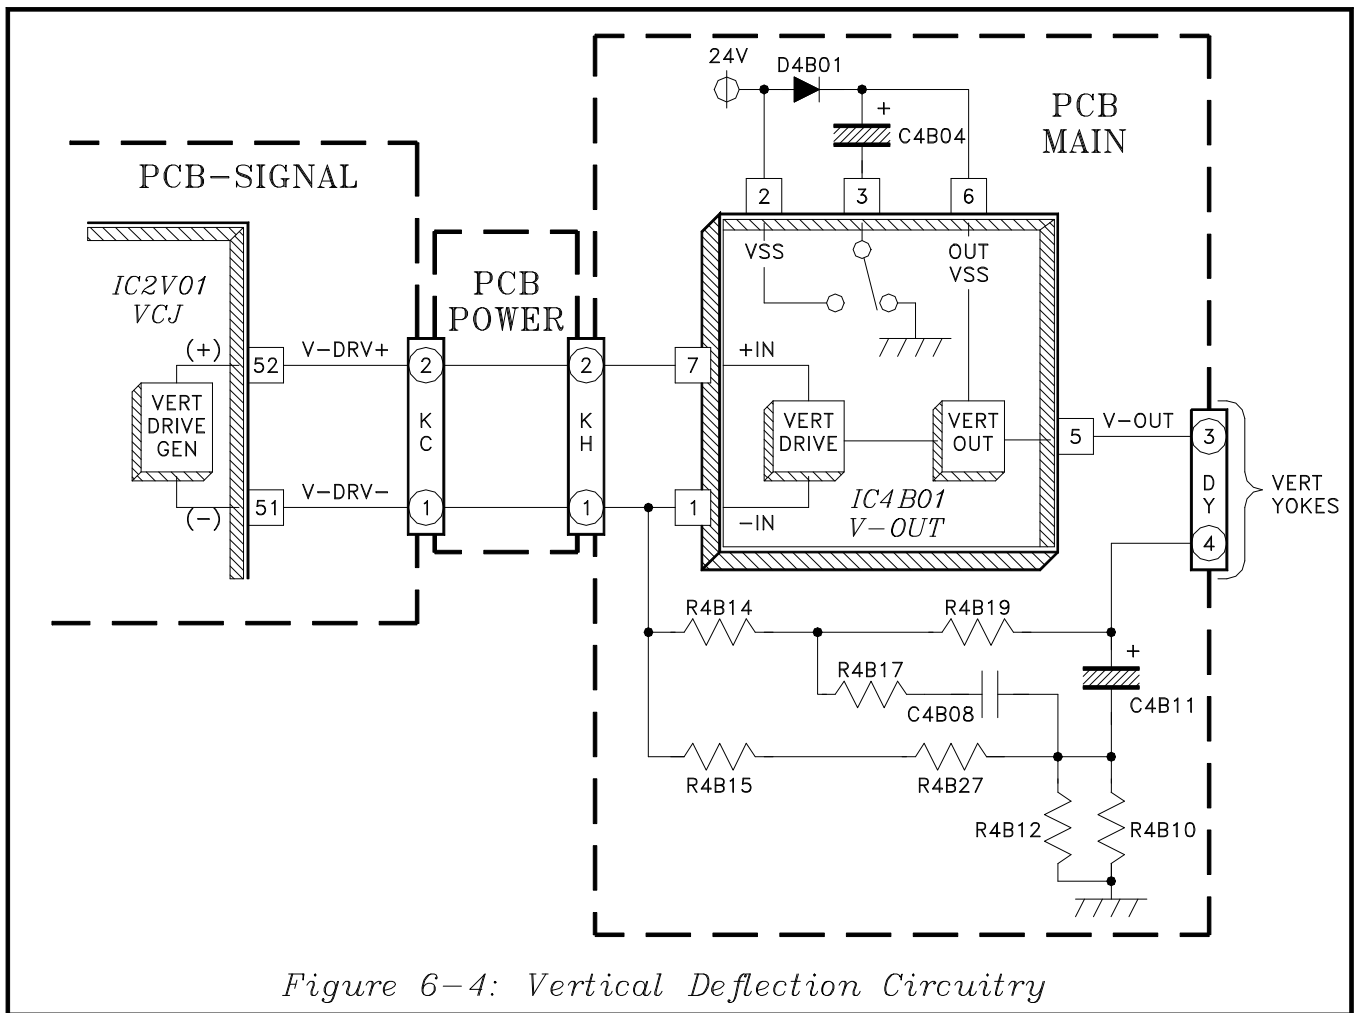 24V
D4B01
+
C4B04
PCB
MAIN
PCB-SIGNAL
2
3
6
IC2V01
VCJ
PCB
POWER
VSS
OUT
VSS
(+)
52
V-DRV+
2
2
7
+IN
VERT
DRIVE
GEN
K
C
K
H
VERT
DRIVE
VERT
OUT
5
V-OUT
3
D
Y
4
VERT
YOKES
(-)
51
V-DRV-
1
1
1
-IN
IC4B01
V-OUT
R4B14
R4B19
+
R4B17
C4B08
C4B11
R4B15
R4B27
R4B12
R4B10
Figure 6-4: Vertical Deflection Circuitry